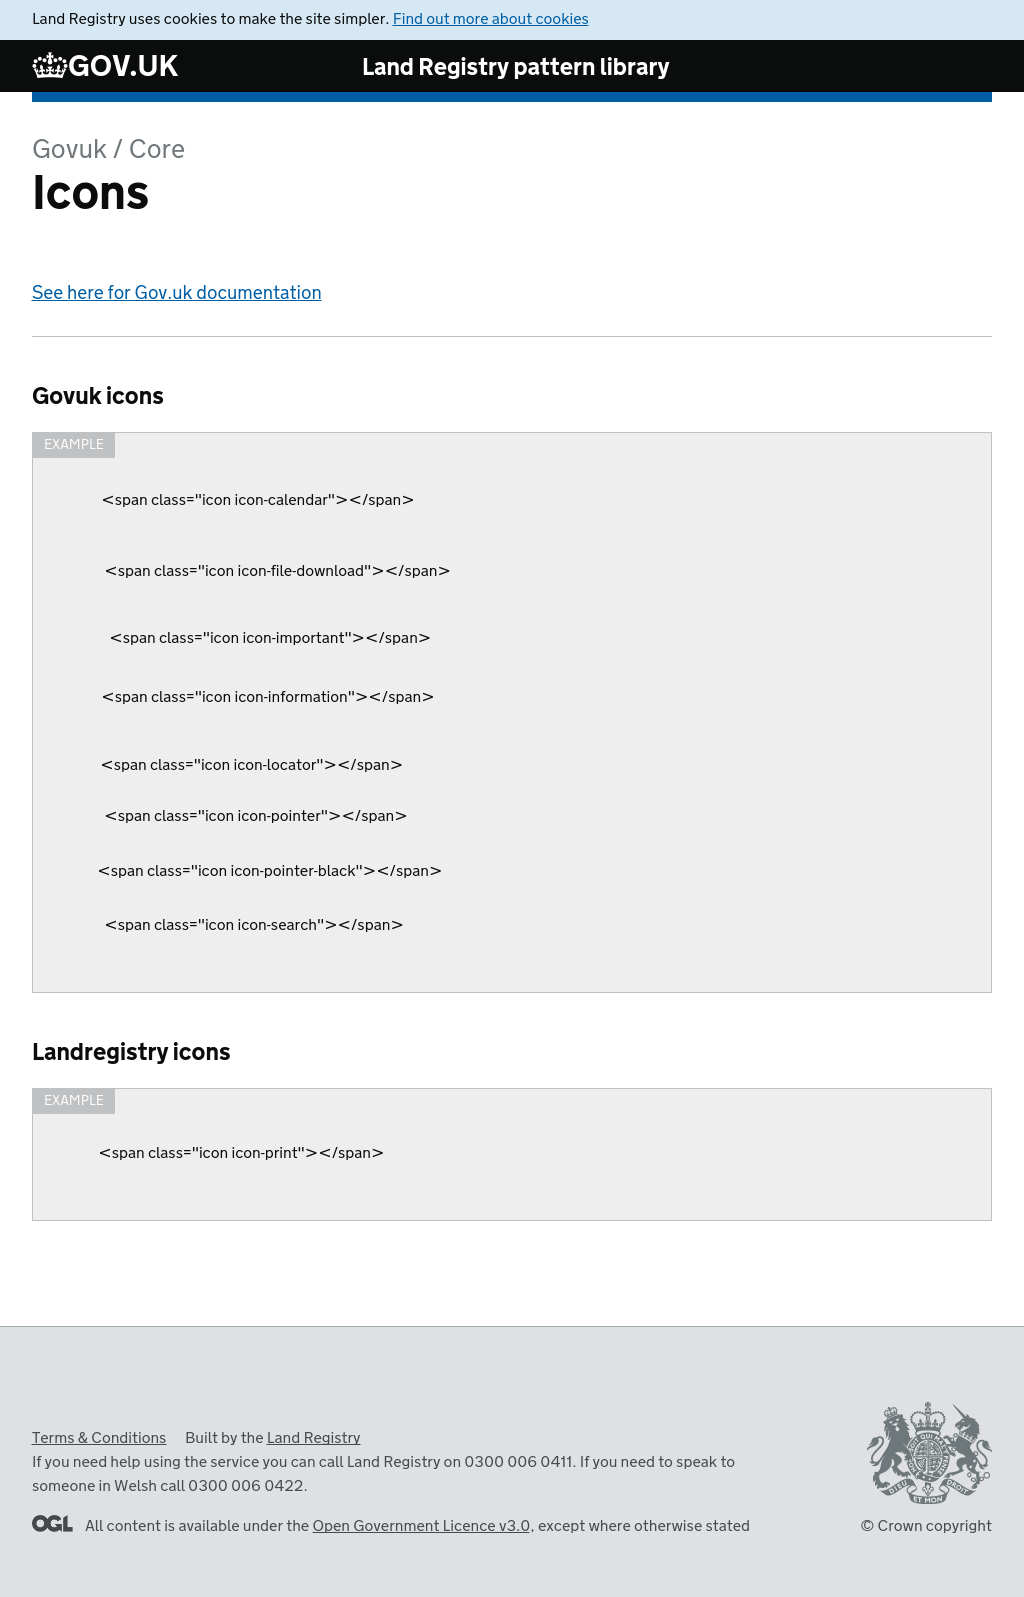 Land Registry uses cookies to make the site simpler. Find out more about cookies
GOV.UK
Land Registry pattern library
Govuk / Core
Icons
See here for Gov.uk documentation
Govuk icons
EXAMPLE
<span class="icon icon-calendar"></span>
<span class="icon icon-file-download"></span>
<span class="icon icon-important"></span>
<span class="icon icon-information"></span>
<span class="icon icon-locator"></span>
<span class="icon icon-pointer"></span>
<span class="icon icon-pointer-black"></span>
<span class="icon icon-search"></span>
Landregistry icons
EXAMPLE
<span class="icon icon-print"></span>
Terms & Conditions Built by the Land Registry
If you need help using the service you can call Land Registry on 0300 006 0411. If you need to speak to
someone in Welsh call 0300 006 0422.
OGL All content is available under the Open Government Licence v3.0, except where otherwise stated
DIEU ET MON DROIT
© Crown copyright